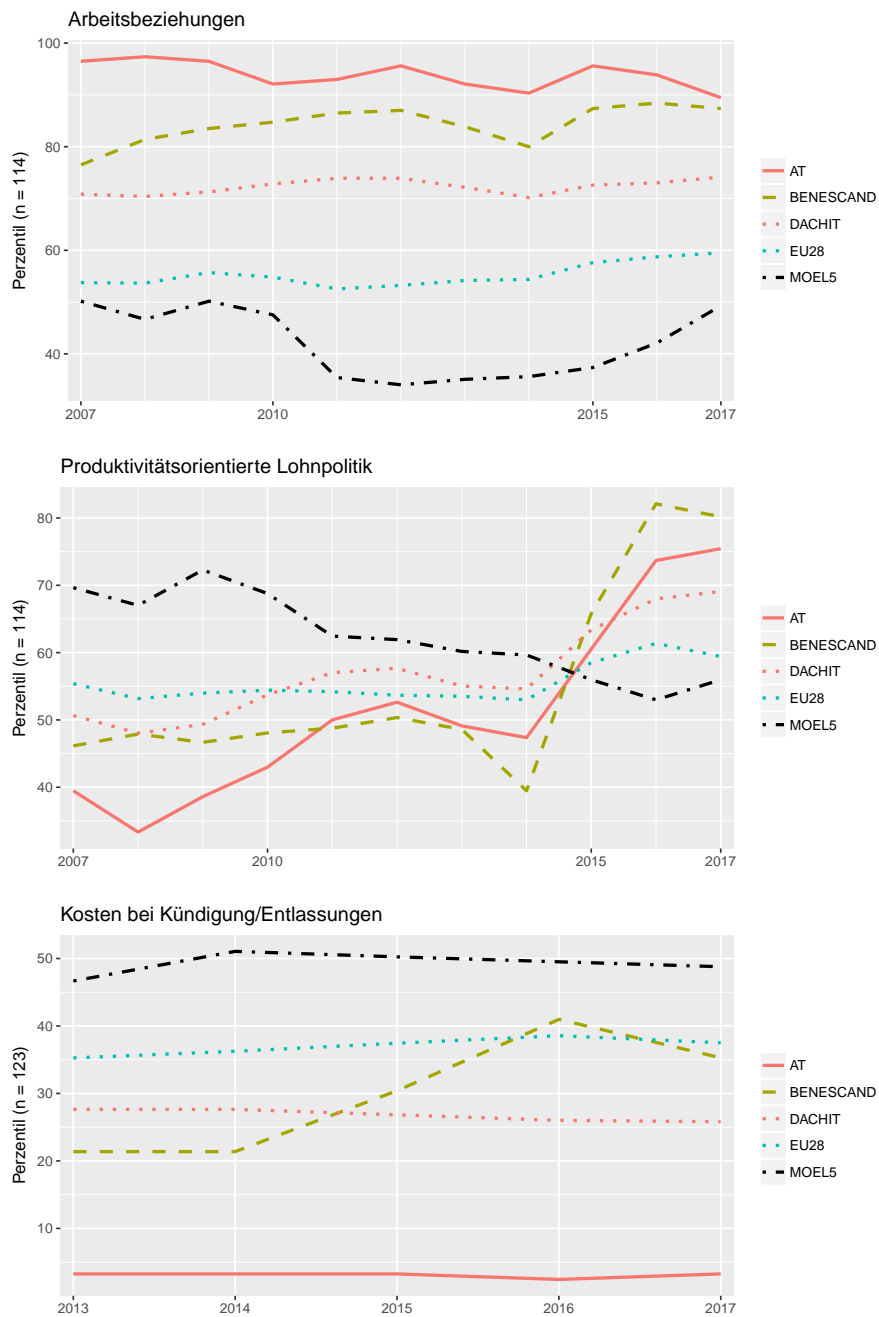 Arbeitsbeziehungen
100
80
60
40
Perzentil (n = 114)
2007
2010
2015
2017
AT
BENESCAND
DACHIT
EU28
MOEL5
Produktivitätsorientierte Lohnpolitik
80
70
60
50
40
Perzentil (n = 114)
2007
2010
2015
2017
AT
BENESCAND
DACHIT
EU28
MOEL5
Kosten bei Kündigung/Entlassungen
50
40
30
20
10
Perzentil (n = 123)
2013
2014
2015
2016
2017
AT
BENESCAND
DACHIT
EU28
MOEL5